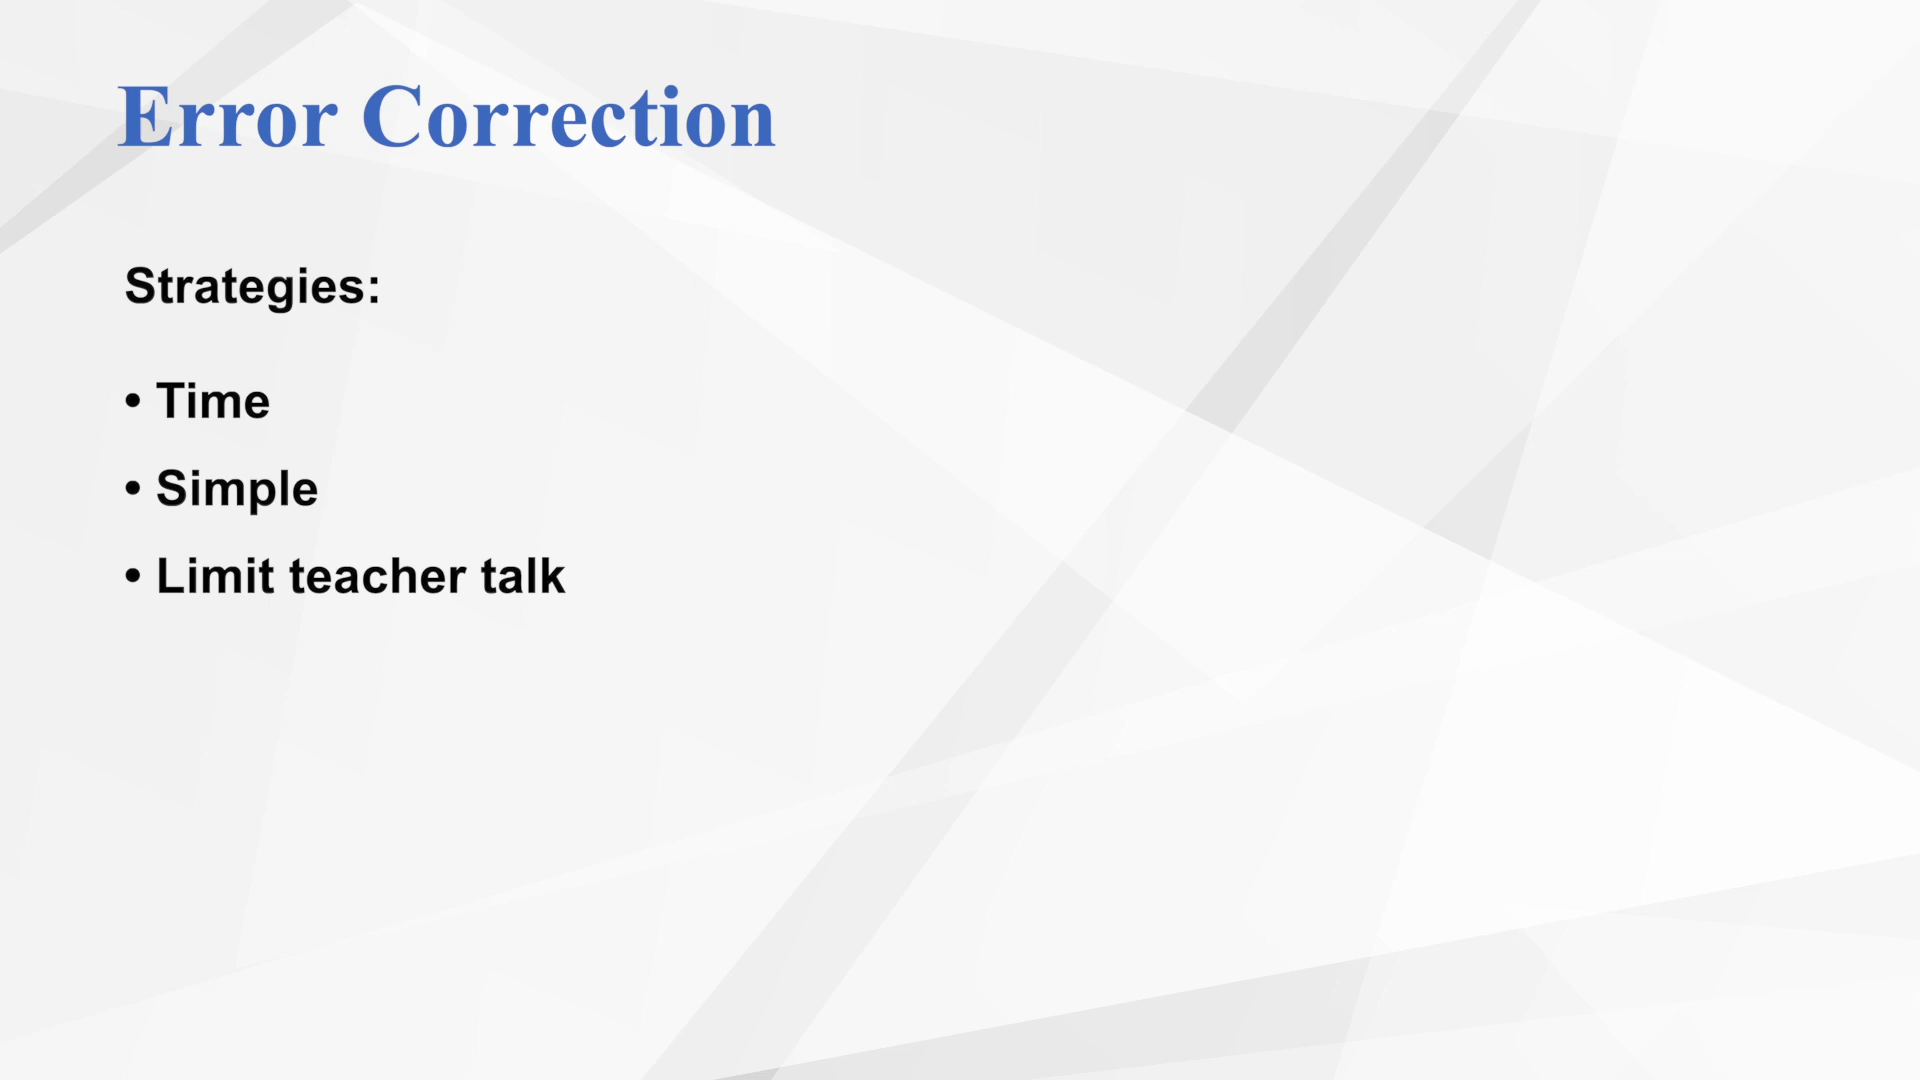 Error Correction
Strategies:
• Time
• Simple
• Limit teacher talk